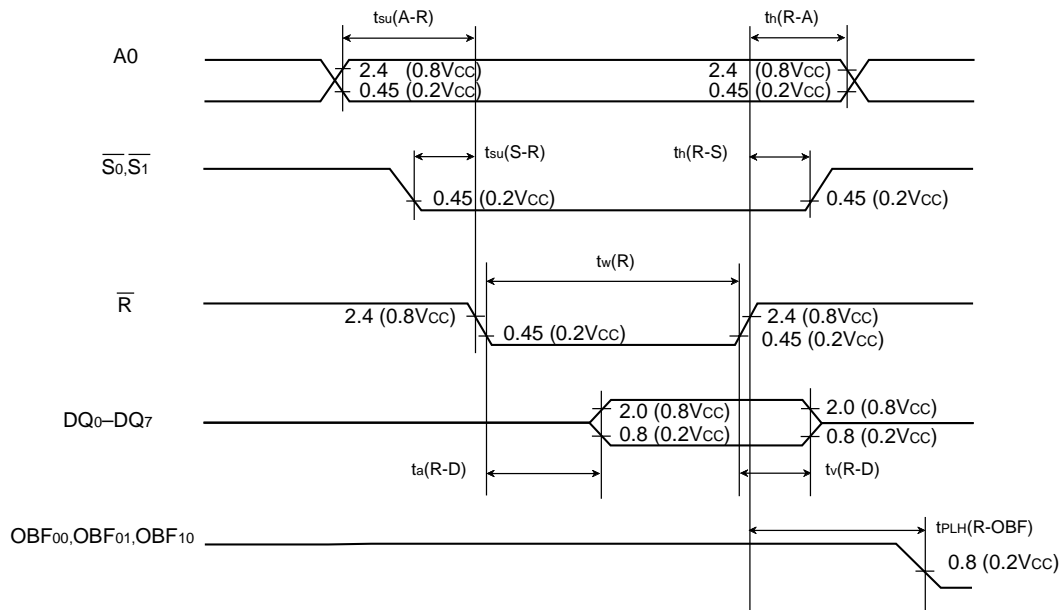 tsu(A-R) th(R-A)
A0
2.4 (0.8VCC) 2.4 (0.8VCC)
0.45 (0.2VCC) 0.45 (0.2VCC)
S0,S1 tsu(S-R) th(R-S)
0.45 (0.2VCC) 0.45 (0.2VCC)
tw(R)
R
2.4 (0.8VCC) 2.4 (0.8VCC)
0.45 (0.2VCC) 0.45 (0.2VCC)
DQ0–DQ7 2.0 (0.8VCC) 2.0 (0.8VCC)
0.8 (0.2VCC) 0.8 (0.2VCC)
ta(R-D) tv(R-D)
OBF00,OBF01,OBF10 tPLH(R-OBF)
0.8 (0.2VCC)